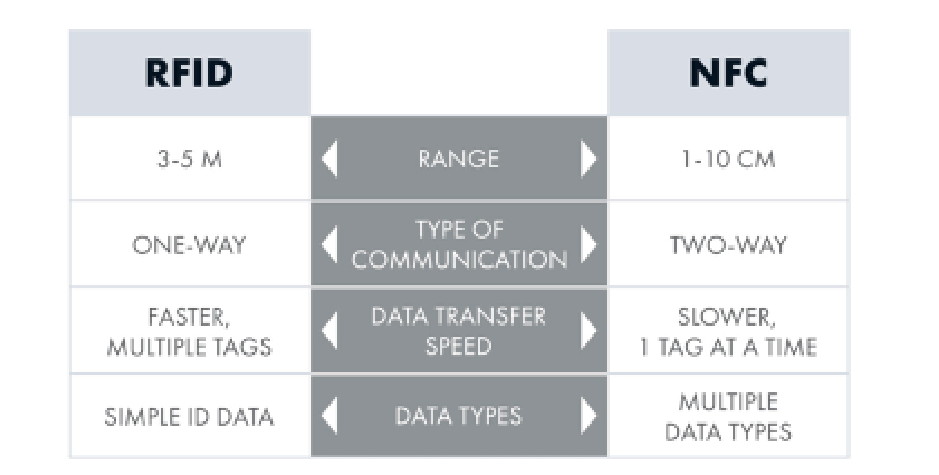 RFID
NFC
3-5 M
RANGE
1-10 CM
ONE-WAY
TYPE OF
COMMUNICATION
TWO-WAY
FASTER,
MULTIPLE TAGS
DATA TRANSFER
SPEED
SLOWER,
1 TAG AT A TIME
SIMPLE ID DATA
DATA TYPES
MULTIPLE
DATA TYPES